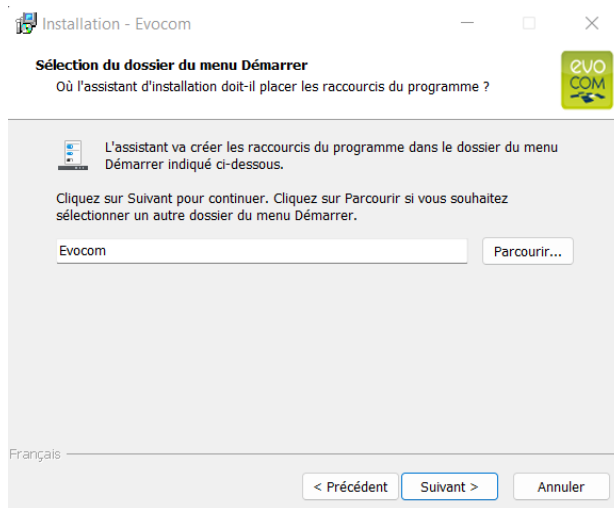 Installation - Evocom
Sélection du dossier du menu Démarrer
Où l'assistant d'installation doit-il placer les raccourcis du programme ?
evo
COM
L'assistant va créer les raccourcis du programme dans le dossier du menu
Démarrer indiqué ci-dessous.
Cliquez sur Suivant pour continuer. Cliquez sur Parcourir si vous souhaitez
sélectionner un autre dossier du menu Démarrer.
Evocom
Parcourir...
Français
< Précédent
Suivant >
Annuler